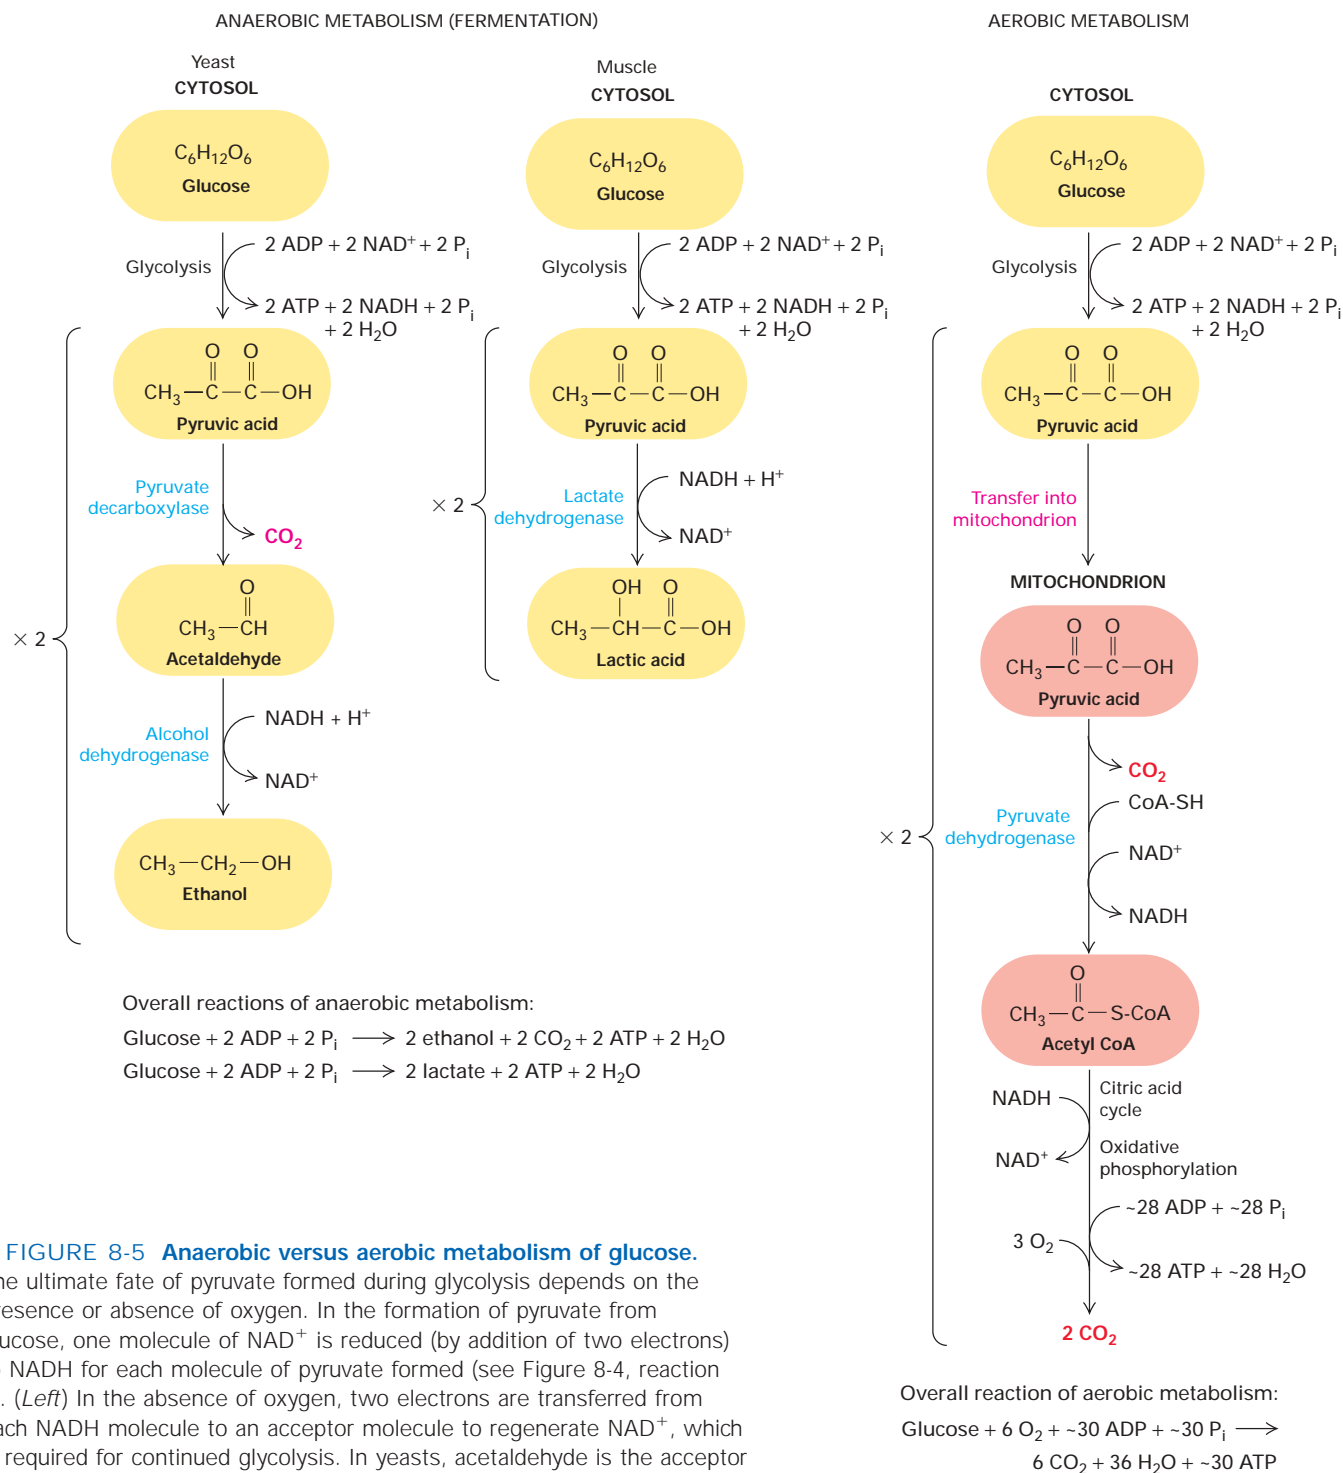 ANAEROBIC METABOLISM (FERMENTATION)
Yeast
CYTOSOL
C6H12O6
Glucose
Glycolysis
2 ADP + 2 NAD+ + 2 Pi
2 ATP + 2 NADH + 2 Pi
+ 2 H2O
O O
CH3—C—C—OH
Pyruvic acid
Pyruvate
decarboxylase
CO2
O
CH3—CH
Acetaldehyde
× 2
Alcohol
dehydrogenase
NADH + H+
NAD+
CH3—CH2—OH
Ethanol
Muscle
CYTOSOL
C6H12O6
Glucose
Glycolysis
2 ADP + 2 NAD+ + 2 Pi
2 ATP + 2 NADH + 2 Pi
+ 2 H2O
O O
CH3—C—C—OH
Pyruvic acid
× 2
Lactate
dehydrogenase
NADH + H+
NAD+
OH O
CH3—CH—C—OH
Lactic acid
Overall reactions of anaerobic metabolism:
Glucose + 2 ADP + 2 Pi ⟶ 2 ethanol + 2 CO2 + 2 ATP + 2 H2O
Glucose + 2 ADP + 2 Pi ⟶ 2 lactate + 2 ATP + 2 H2O
AEROBIC METABOLISM
CYTOSOL
C6H12O6
Glucose
Glycolysis
2 ADP + 2 NAD+ + 2 Pi
2 ATP + 2 NADH + 2 Pi
+ 2 H2O
O O
CH3—C—C—OH
Pyruvic acid
Transfer into
mitochondrion
MITOCHONDRION
O O
CH3—C—C—OH
Pyruvic acid
CO2
CoA-SH
× 2
Pyruvate
dehydrogenase
NAD+
NADH
O
CH3—C—S-CoA
Acetyl CoA
NADH
Citric acid
cycle
NAD+
Oxidative
phosphorylation
~28 ADP + ~28 Pi
3 O2
~28 ATP + ~28 H2O
2 CO2
Overall reaction of aerobic metabolism:
Glucose + 6 O2 + ~30 ADP + ~30 Pi ⟶
6 CO2 + 36 H2O + ~30 ATP
FIGURE 8-5 Anaerobic versus aerobic metabolism of glucose.
ultimate fate of pyruvate formed during glycolysis depends on the
or absence of oxygen. In the formation of pyruvate from
one molecule of NAD+ is reduced (by addition of two electrons)
NADH for each molecule of pyruvate formed (see Figure 8-4, reaction
. (Left) In the absence of oxygen, two electrons are transferred from
NADH molecule to an acceptor molecule to regenerate NAD+, which
required for continued glycolysis. In yeasts, acetaldehyde is the acceptor